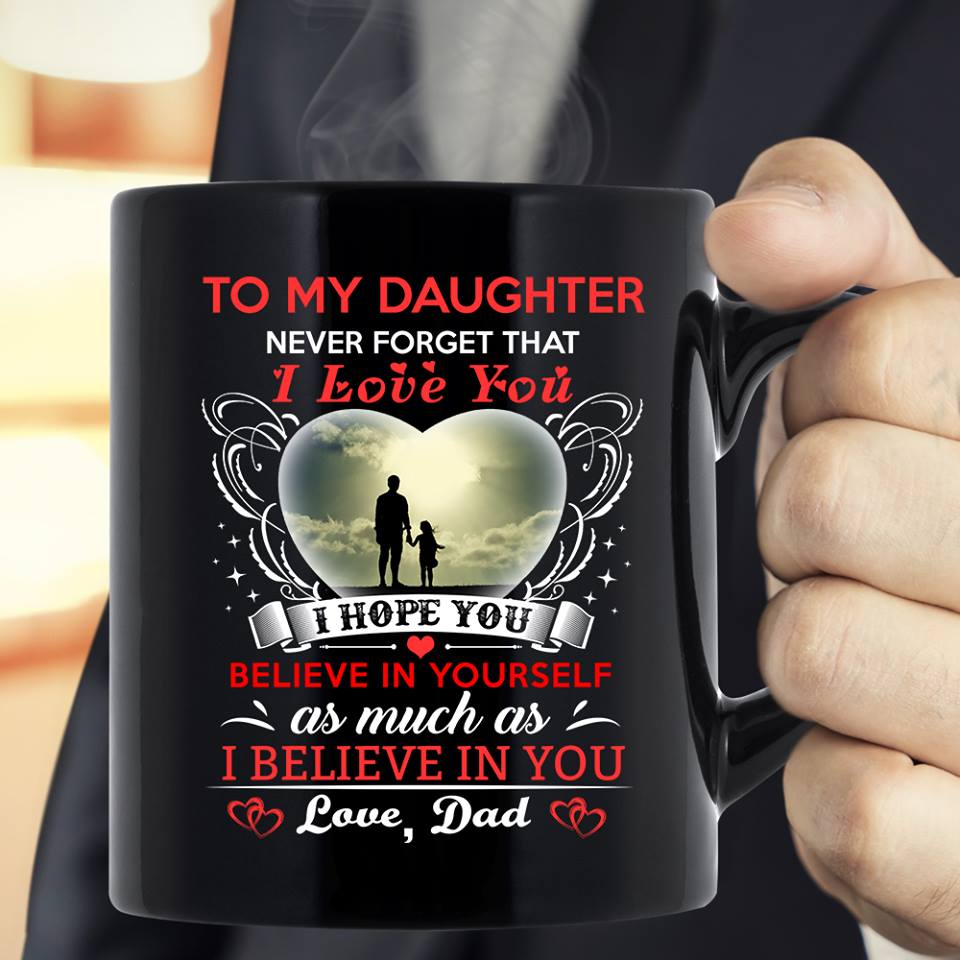 TO MY DAUGHTER
NEVER FORGET THAT
I Love You
I HOPE YOU
BELIEVE IN YOURSELF
as much as
I BELIEVE IN YOU
Love, Dad